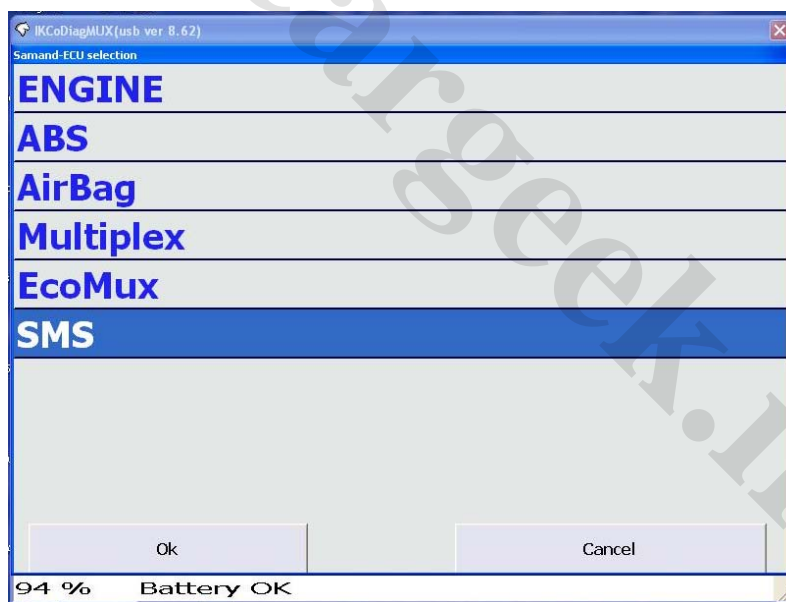 IKCoDiagMUX(usb ver 8.62)
Samand-ECU selection
ENGINE
ABS
AirBag
Multiplex
EcoMux
SMS
Ok Cancel
94 % Battery OK